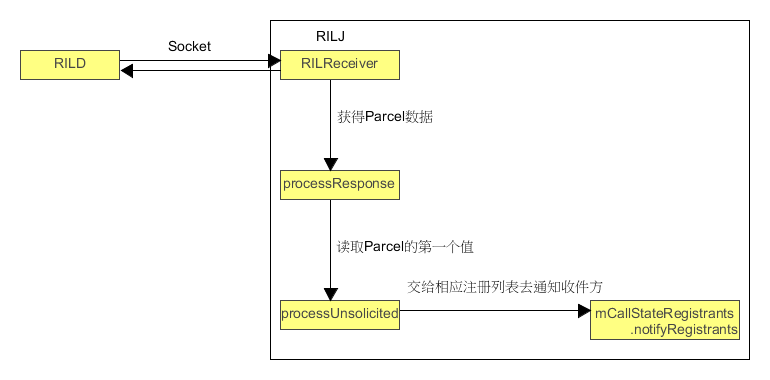 RILJ
Socket
RILD
RILReceiver
获得Parcel数据
processResponse
读取Parcel的第一个值
交给相应注册列表去通知收件方
processUnsolicited
mCallStateRegistrants
.notifyRegistrants